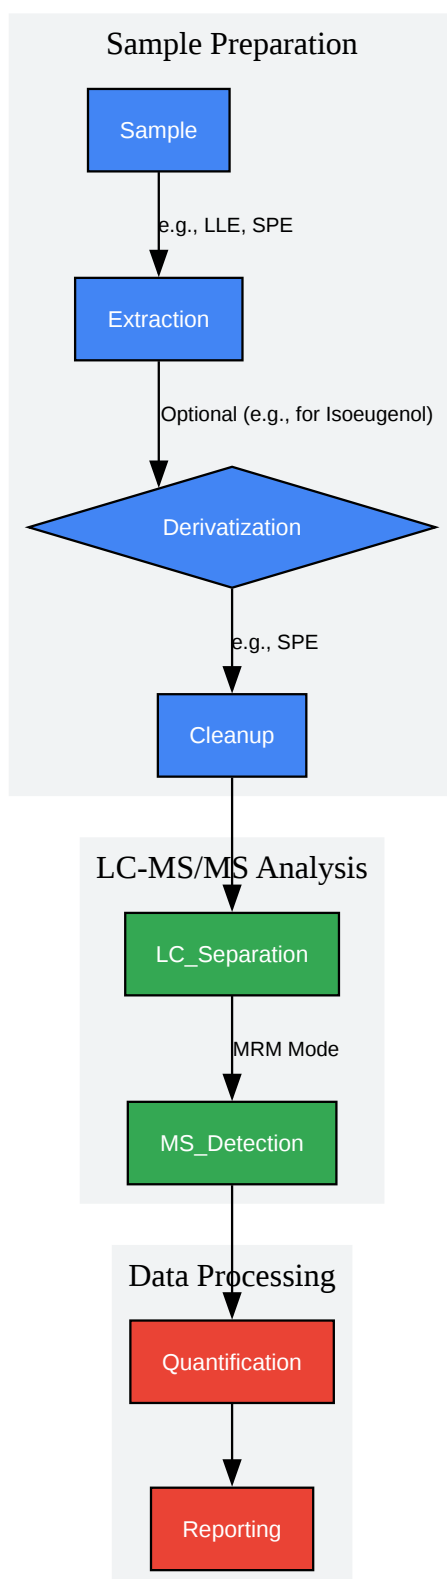 Sample Preparation
Sample
e.g., LLE, SPE
Extraction
Optional (e.g., for Isoeugenol)
Derivatization
e.g., SPE
Cleanup
LC-MS/MS Analysis
LC_Separation
MRM Mode
MS_Detection
Data Processing
Quantification
Reporting